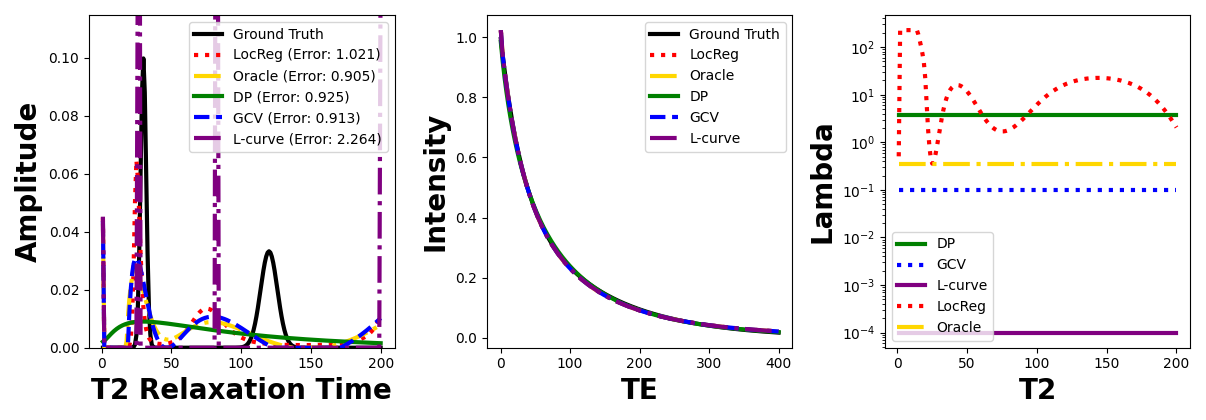 Amplitude
0.10
0.08
0.06
0.04
0.02
0.00
0
50
100
150
200
T2 Relaxation Time
Ground Truth
LocReg (Error: 1.021)
Oracle (Error: 0.905)
DP (Error: 0.925)
GCV (Error: 0.913)
L-curve (Error: 2.264)
Intensity
1.0
0.8
0.6
0.4
0.2
0.0
0
100
200
300
400
TE
Ground Truth
LocReg
Oracle
DP
GCV
L-curve
Lambda
10²
10¹
10⁰
10⁻¹
10⁻²
10⁻³
10⁻⁴
0
50
100
150
200
T2
DP
GCV
L-curve
LocReg
Oracle